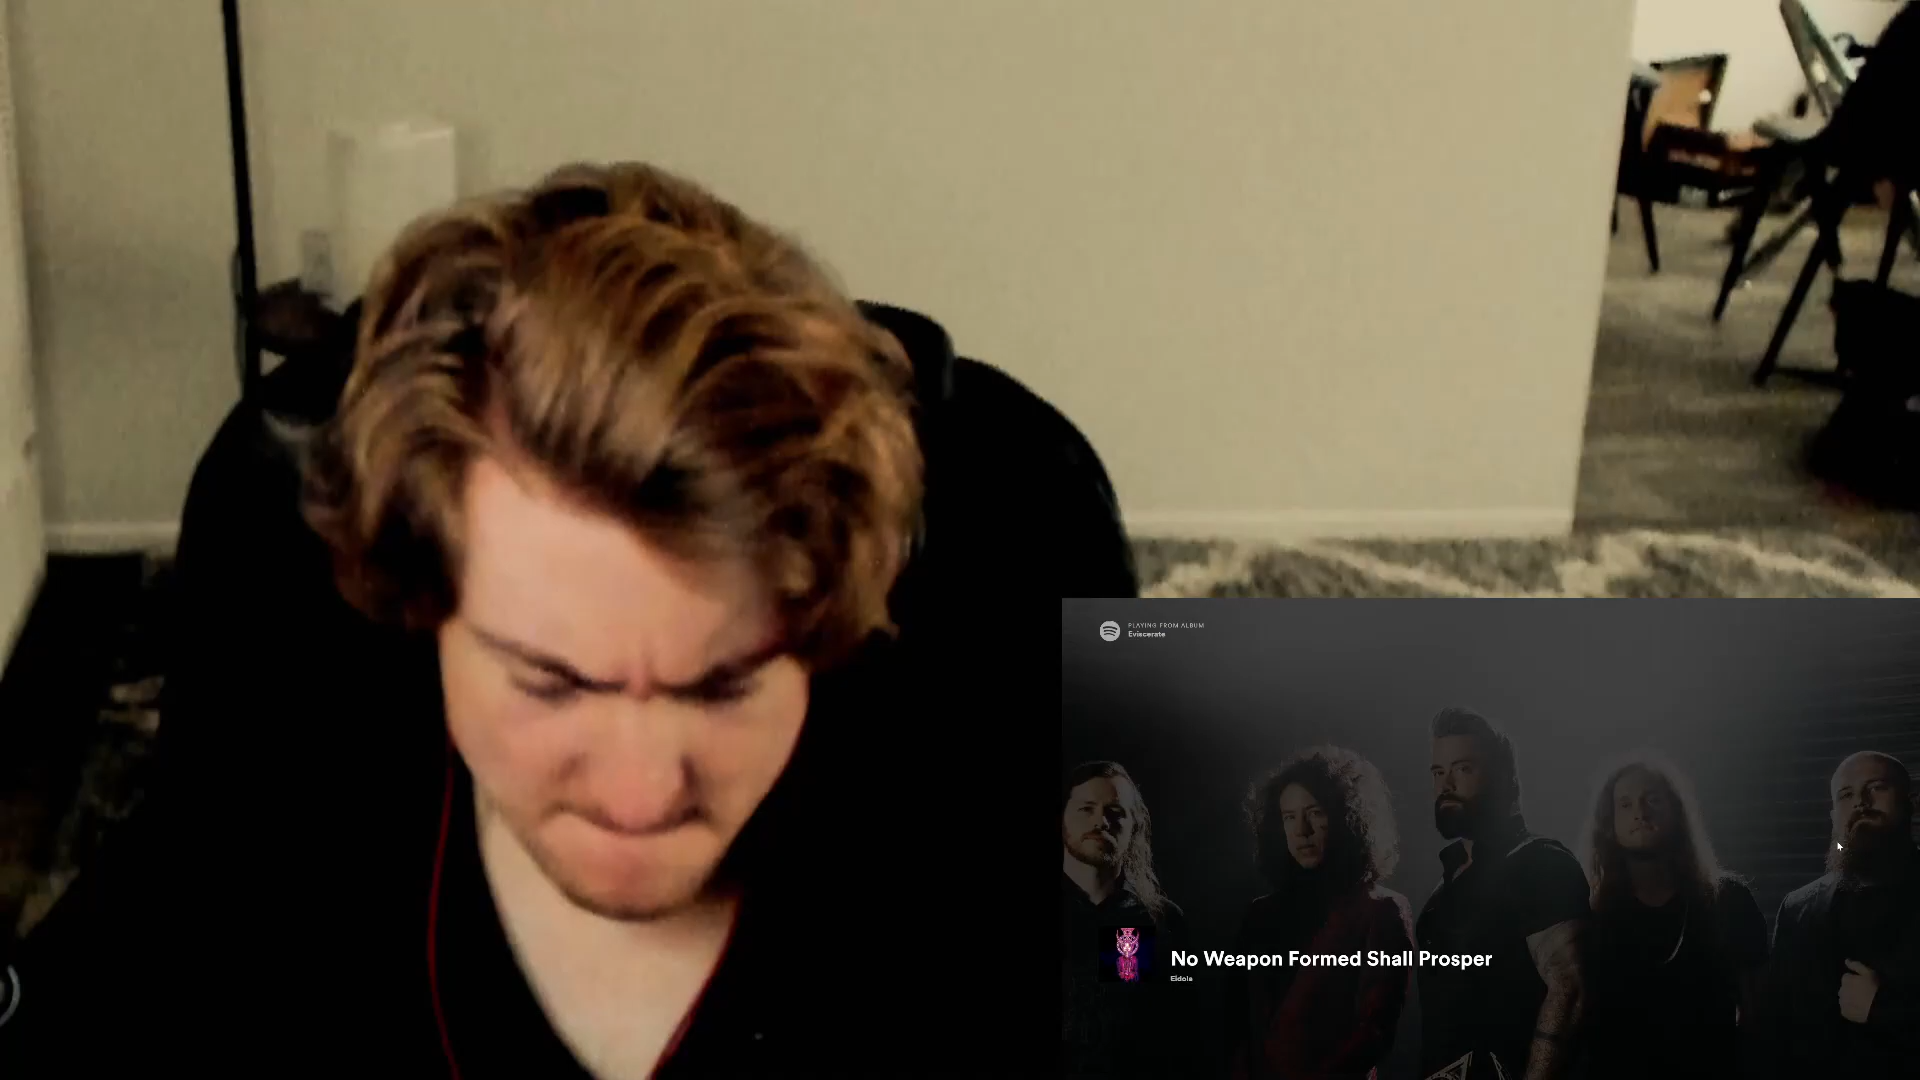 PLAYING FROM ALBUM
Eviscerate
No Weapon Formed Shall Prosper
Eidola